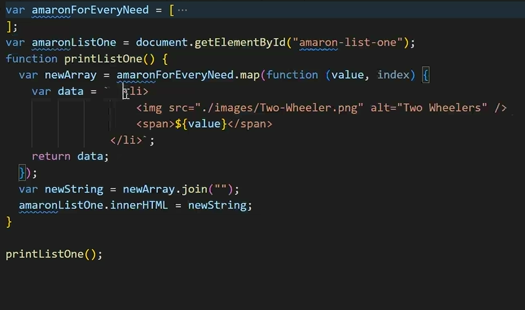 var amaronForEveryNeed = [ ...
];
var amaronListOne = document.getElementById("amaron-list-one");
function printListOne() {
var newArray = amaronForEveryNeed.map(function (value, index) {
var data = ` <li>
<img src="./images/Two-Wheeler.png" alt="Two Wheelers" />
<span>${value}</span>
</li>`;
return data;
});
var newString = newArray.join("");
amaronListOne.innerHTML = newString;
}
printListOne();